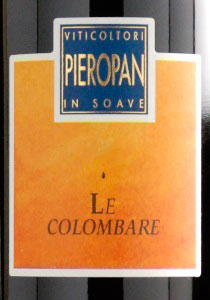 VITICOLTORI
PIEROPAN
IN SOAVE
LE
COLOMBARE